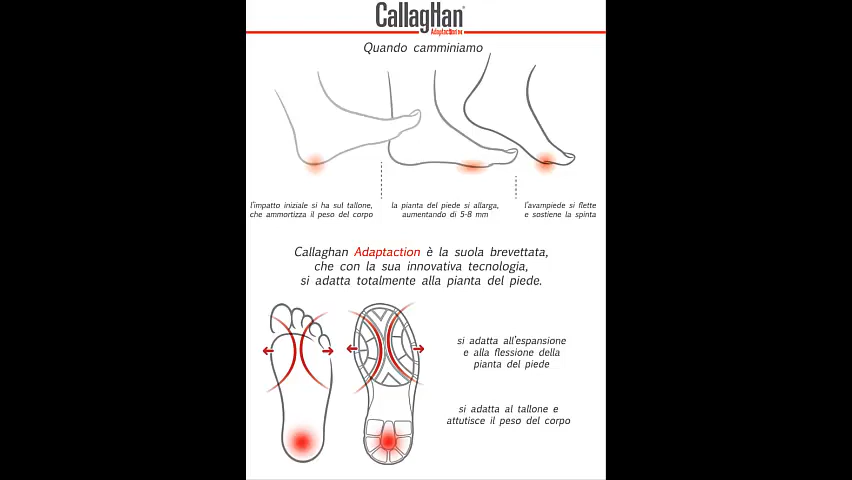 CallagHan
Adaptaction
Quando camminiamo
l'impatto iniziale si ha sul tallone,
che ammortizza il peso del corpo
la pianta del piede si allarga,
aumentando di 5-8 mm
l'avampiede si flette
e sostiene la spinta
Callaghan Adaptaction è la suola brevettata,
che con la sua innovativa tecnologia,
si adatta totalmente alla pianta del piede.
si adatta all'espansione
e alla flessione della
pianta del piede
si adatta al tallone e
attutisce il peso del corpo